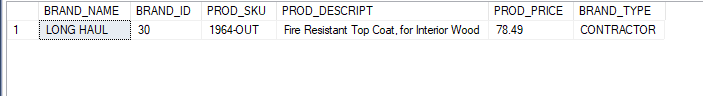 BRAND_NAME BRAND_ID PROD_SKU PROD_DESCRIPT PROD_PRICE BRAND_TYPE
1 LONG HAUL 30 1964-OUT Fire Resistant Top Coat, for Interior Wood 78.49 CONTRACTOR